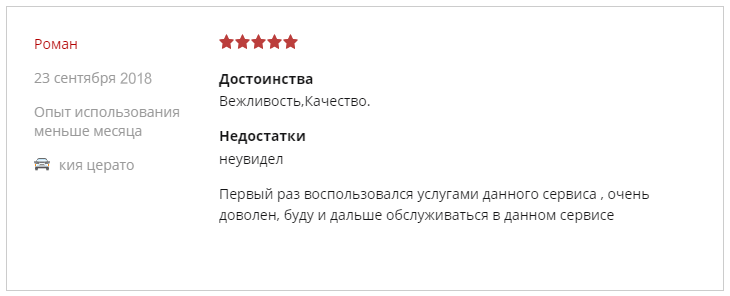 Роман
23 сентября 2018
Опыт использования
меньше месяца
кия церато
Достоинства
Вежливость,Качество.
Недостатки
неувидел
Первый раз воспользовался услугами данного сервиса , очень
доволен, буду и дальше обслуживаться в данном сервисе